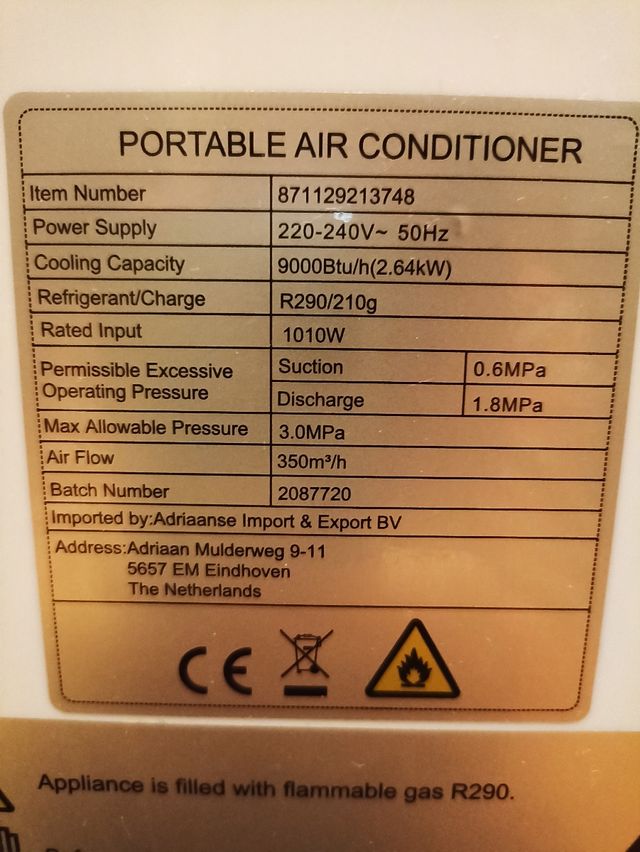 PORTABLE AIR CONDITIONER
Item Number 871129213748
Power Supply 220-240V~ 50Hz
Cooling Capacity 9000Btu/h(2.64kW)
Refrigerant/Charge R290/210g
Rated Input 1010W
Permissible Excessive Operating Pressure Suction 0.6MPa
Discharge 1.8MPa
Max Allowable Pressure 3.0MPa
Air Flow 350m³/h
Batch Number 2087720
Imported by:Adriaanse Import & Export BV
Address:Adriaan Mulderweg 9-11
5657 EM Eindhoven
The Netherlands
CE
Appliance is filled with flammable gas R290.